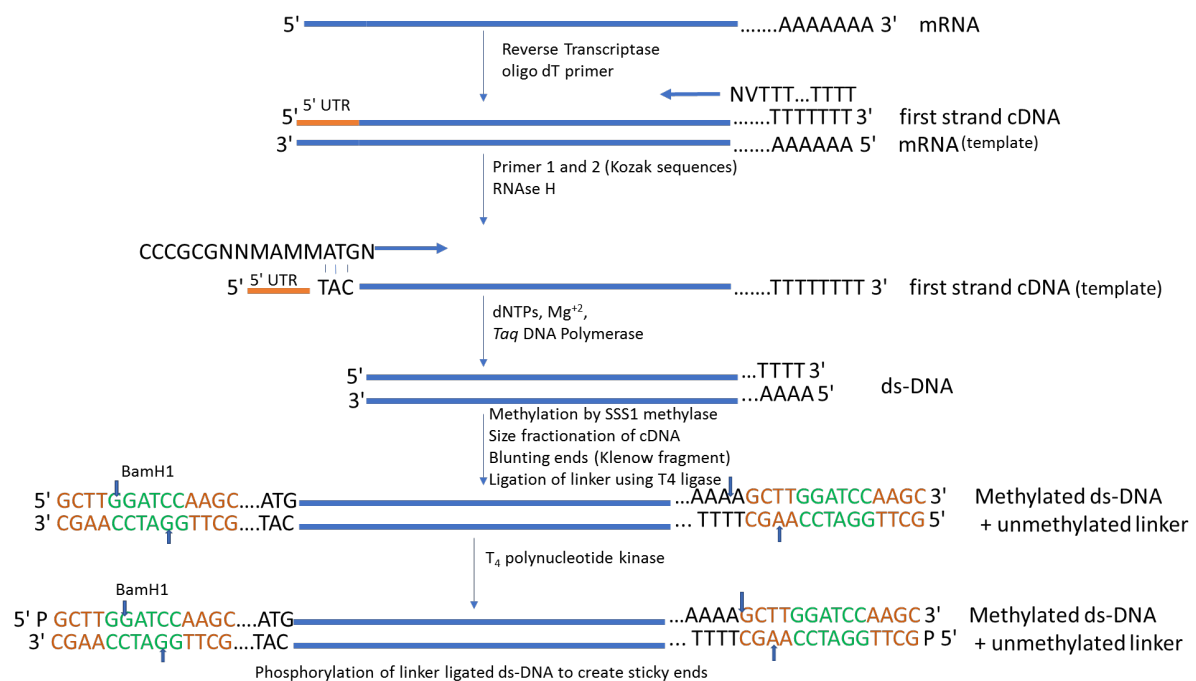 5' .......AAAAAAA 3' mRNA
Reverse Transcriptase
oligo dT primer
NVTTT...TTTT
5' UTR
5' .......TTTTTTT 3' first strand cDNA
3' .......AAAAAA 5' mRNA (template)
Primer 1 and 2 (Kozak sequences)
RNAse H
CCCGCGNNMAMMATGN
5' 5' UTR TAC .......TTTTTTTT 3' first strand cDNA (template)
dNTPs, Mg+2,
Taq DNA Polymerase
5' ...TTTT 3'
ds-DNA
3' ...AAAA 5'
Methylation by SSS1 methylase
Size fractionation of cDNA
Blunting ends (Klenow fragment)
Ligation of linker using T4 ligase
BamH1
5' GCTTGGATCCAAGC....ATG ...AAAAAGCTTGGATCCAAGC 3' Methylated ds-DNA
3' CGAACCTAGGTTCG....TAC ... TTTTCGAACCTAGGTTCG 5' + unmethylated linker
T4 polynucleotide kinase
BamH1
5' P GCTTGGATCCAAGC....ATG ...AAAAGCTTGGATCCAAGC 3' Methylated ds-DNA
3' CGAACCTAGGTTCG....TAC ... TTTTCGAACCTAGGTTCG P 5' + unmethylated linker
Phosphorylation of linker ligated ds-DNA to create sticky ends